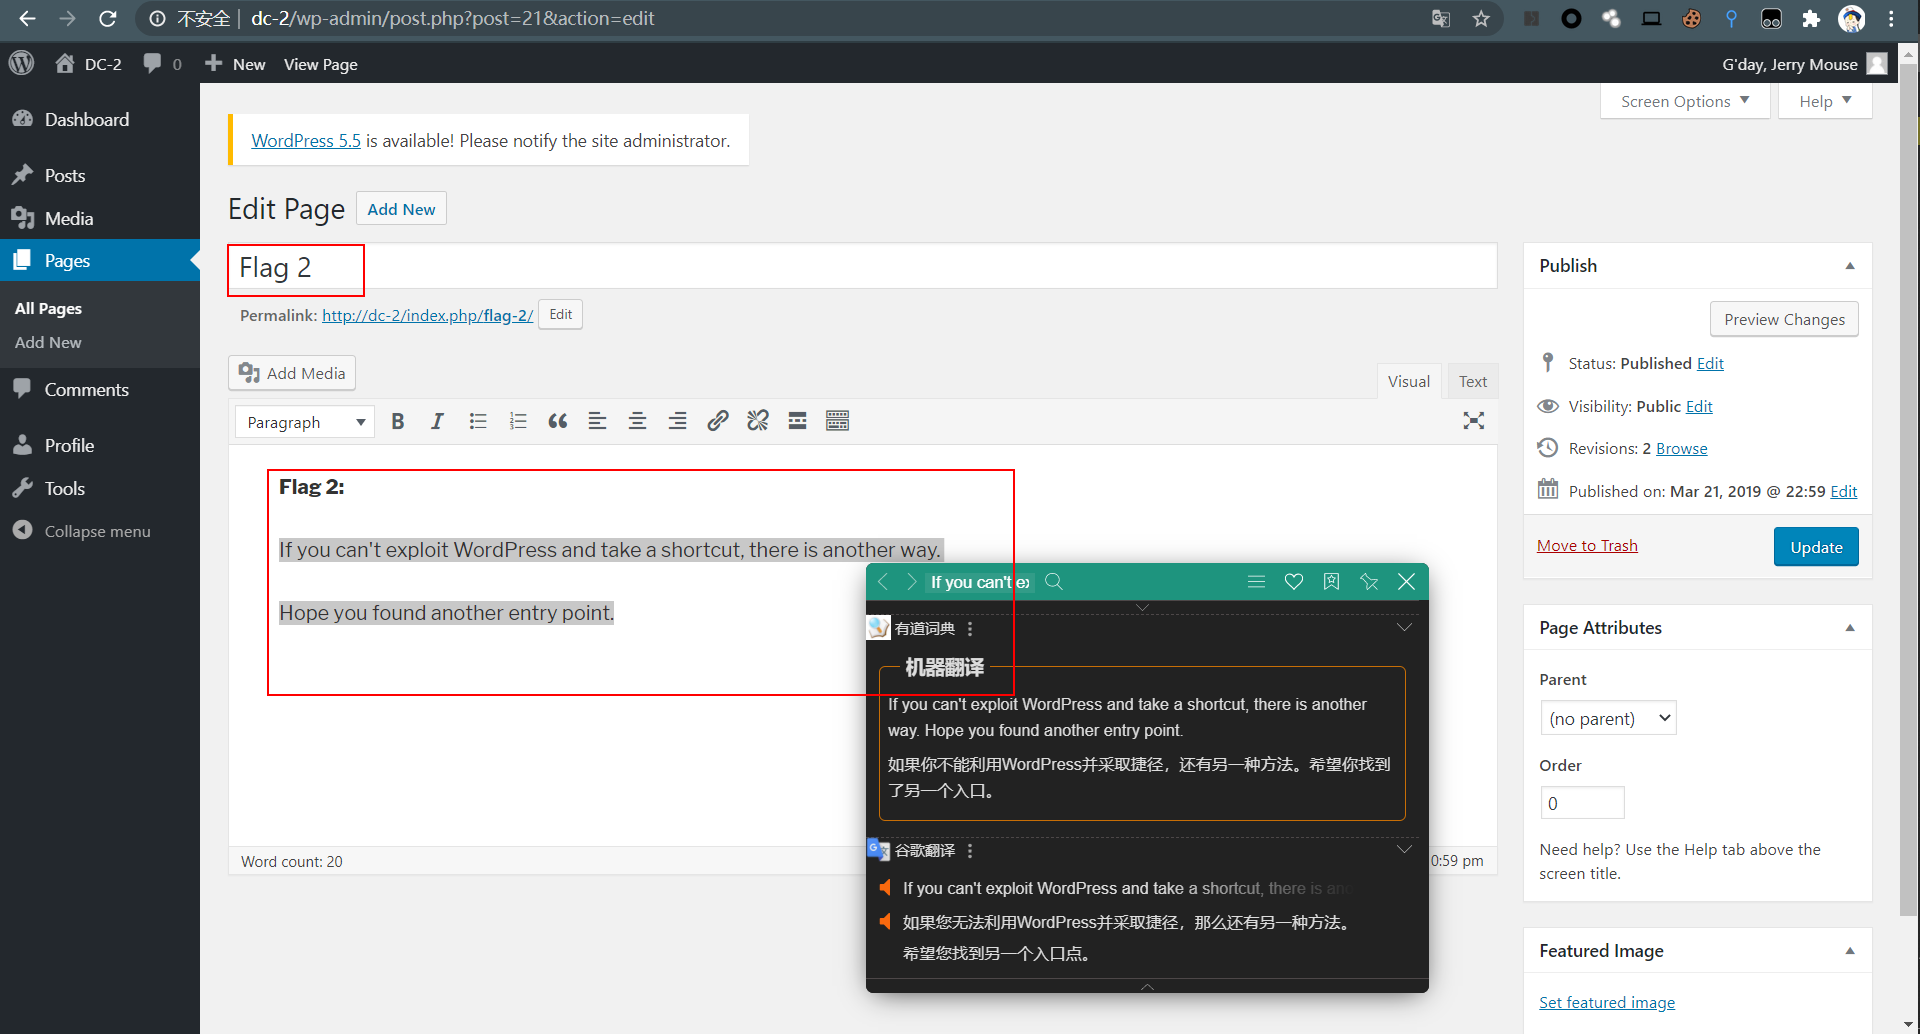 不安全 | dc-2/wp-admin/post.php?post=21&action=edit
DC-2 0 New View Page G'day, Jerry Mouse
Screen Options Help
Dashboard
Posts
Media
Pages
All Pages
Add New
Comments
Profile
Tools
Collapse menu
WordPress 5.5 is available! Please notify the site administrator.
Edit Page Add New
Flag 2
Permalink: http://dc-2/index.php/flag-2/ Edit
Add Media
Visual Text
Paragraph
Flag 2:
If you can't exploit WordPress and take a shortcut, there is another way.
Hope you found another entry point.
Word count: 20
0:59 pm
If you can't ex
有道词典
机器翻译
If you can't exploit WordPress and take a shortcut, there is another
way. Hope you found another entry point.
如果你不能利用WordPress并采取捷径，还有另一种方法。希望你找到
了另一个入口。
谷歌翻译
If you can't exploit WordPress and take a shortcut, there is an
如果您无法利用WordPress并采取捷径，那么还有另一种方法。
希望您找到另一个入口点。
Publish
Preview Changes
Status: Published Edit
Visibility: Public Edit
Revisions: 2 Browse
Published on: Mar 21, 2019 @ 22:59 Edit
Move to Trash Update
Page Attributes
Parent
(no parent)
Order
0
Need help? Use the Help tab above the
screen title.
Featured Image
Set featured image